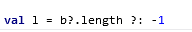 val l = b?.length ?: -1